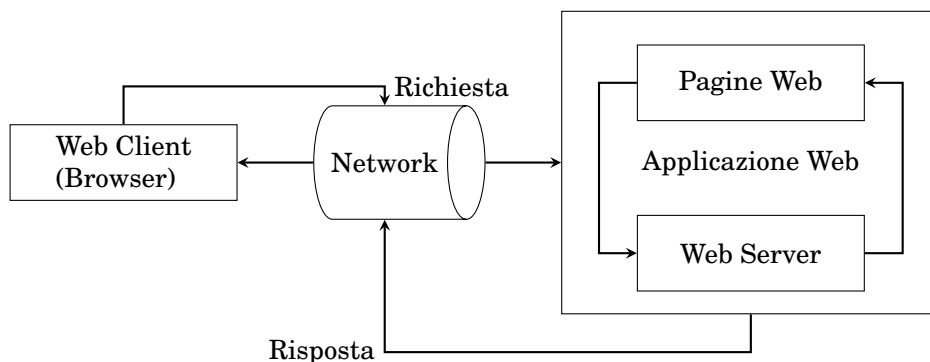 Richiesta
Pagine Web
Web Client
(Browser)
Network
Applicazione Web
Web Server
Risposta